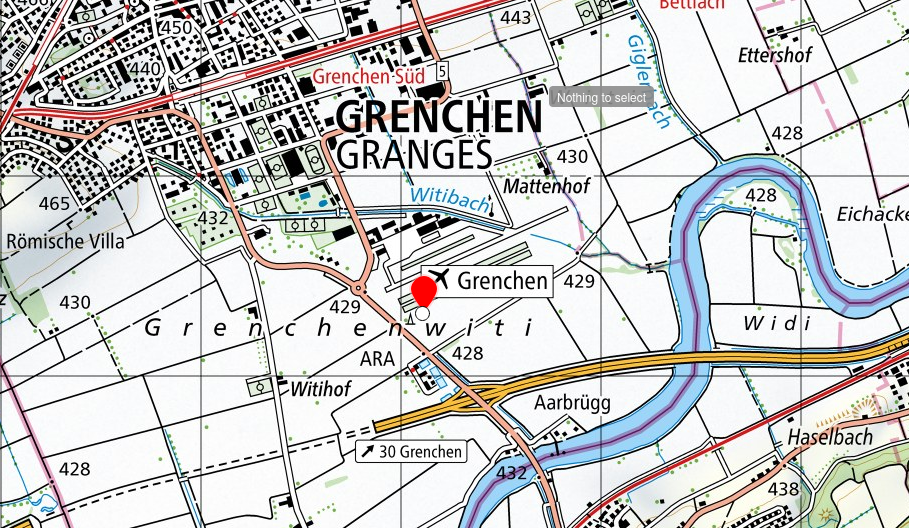 466
443
Bettlach
450
Giglerbach
Ettershof
440
Grenchen Süd
5
Nothing to select
GRENCHEN
GRANGES
428
430
Mattenhof
428
465
432
Witibach
Eichäcke
Römische Villa
Grenchen
429
430
429
Grenchenwiti
Widi
ARA
428
Witihof
Aarbrügg
30 Grenchen
Haselbach
428
432
438